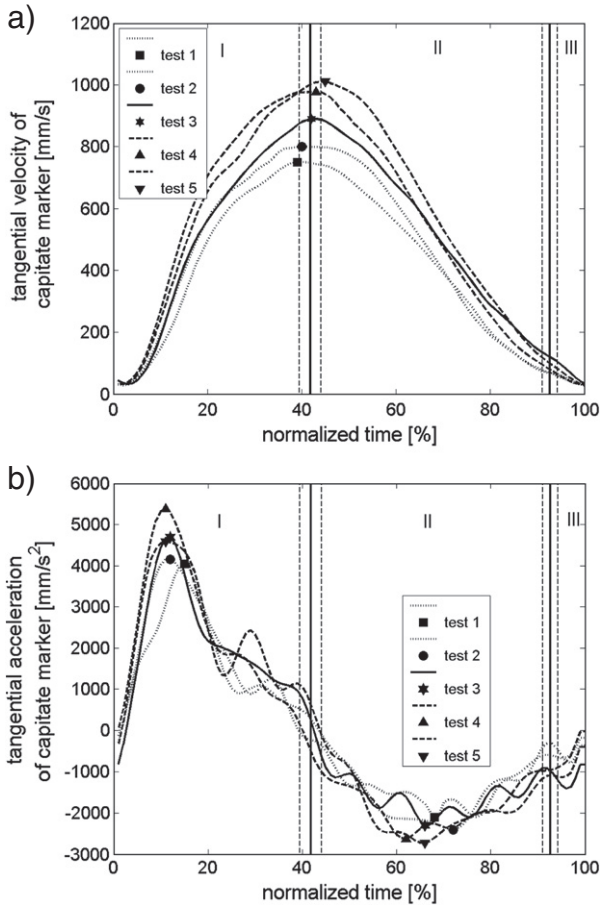 a)
1200
1000
800
600
400
200
0
tangential velocity of
capitate marker [mm/s]
test 1
test 2
test 3
test 4
test 5
I
II
III
0
20
40
60
80
100
normalized time [%]
b)
6000
5000
4000
3000
2000
1000
0
-1000
-2000
-3000
tangential acceleration
of capitate marker [mm/s²]
I
II
III
test 1
test 2
test 3
test 4
test 5
0
20
40
60
80
100
normalized time [%]